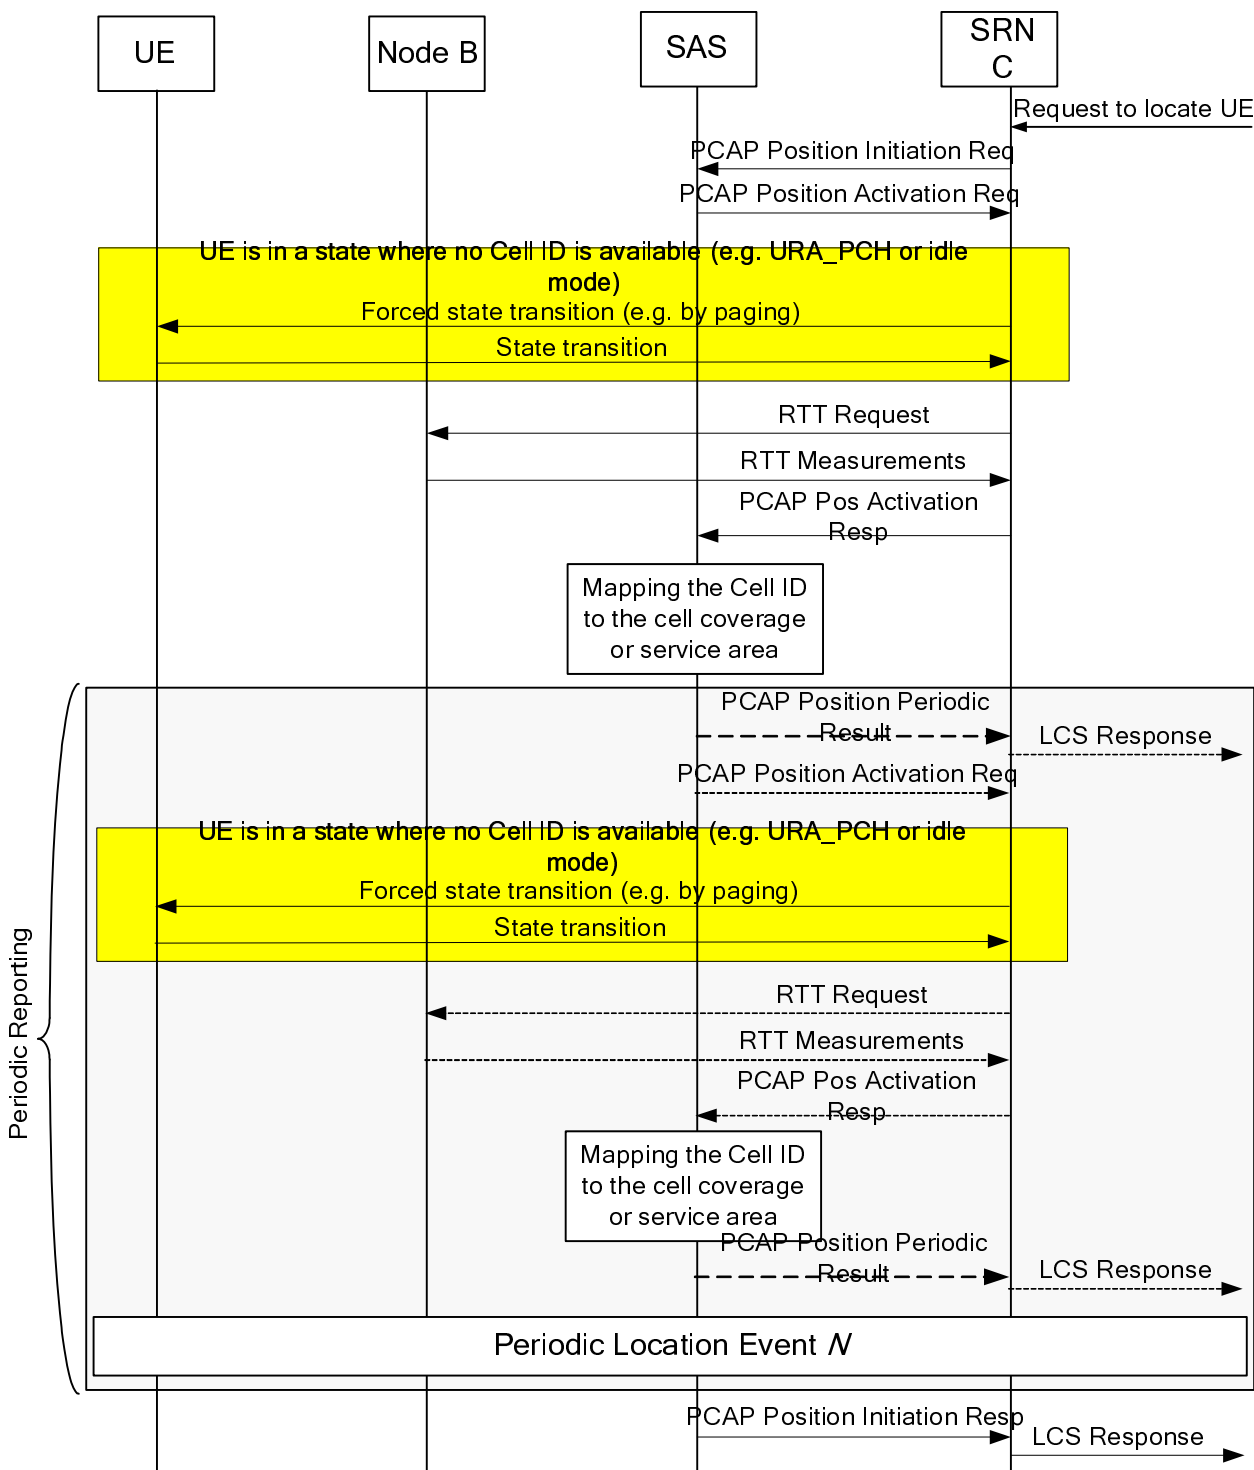 UE
Node B
SAS
SRN
C
Request to locate UE
PCAP Position Initiation Req
PCAP Position Activation Req
UE is in a state where no Cell ID is available (e.g. URA_PCH or idle
mode)
Forced state transition (e.g. by paging)
State transition
RTT Request
RTT Measurements
PCAP Pos Activation
Resp
Mapping the Cell ID
to the cell coverage
or service area
Periodic Reporting
PCAP Position Periodic
Result
LCS Response
PCAP Position Activation Req
UE is in a state where no Cell ID is available (e.g. URA_PCH or idle
mode)
Forced state transition (e.g. by paging)
State transition
RTT Request
RTT Measurements
PCAP Pos Activation
Resp
Mapping the Cell ID
to the cell coverage
or service area
PCAP Position Periodic
Result
LCS Response
Periodic Location Event N
PCAP Position Initiation Resp
LCS Response